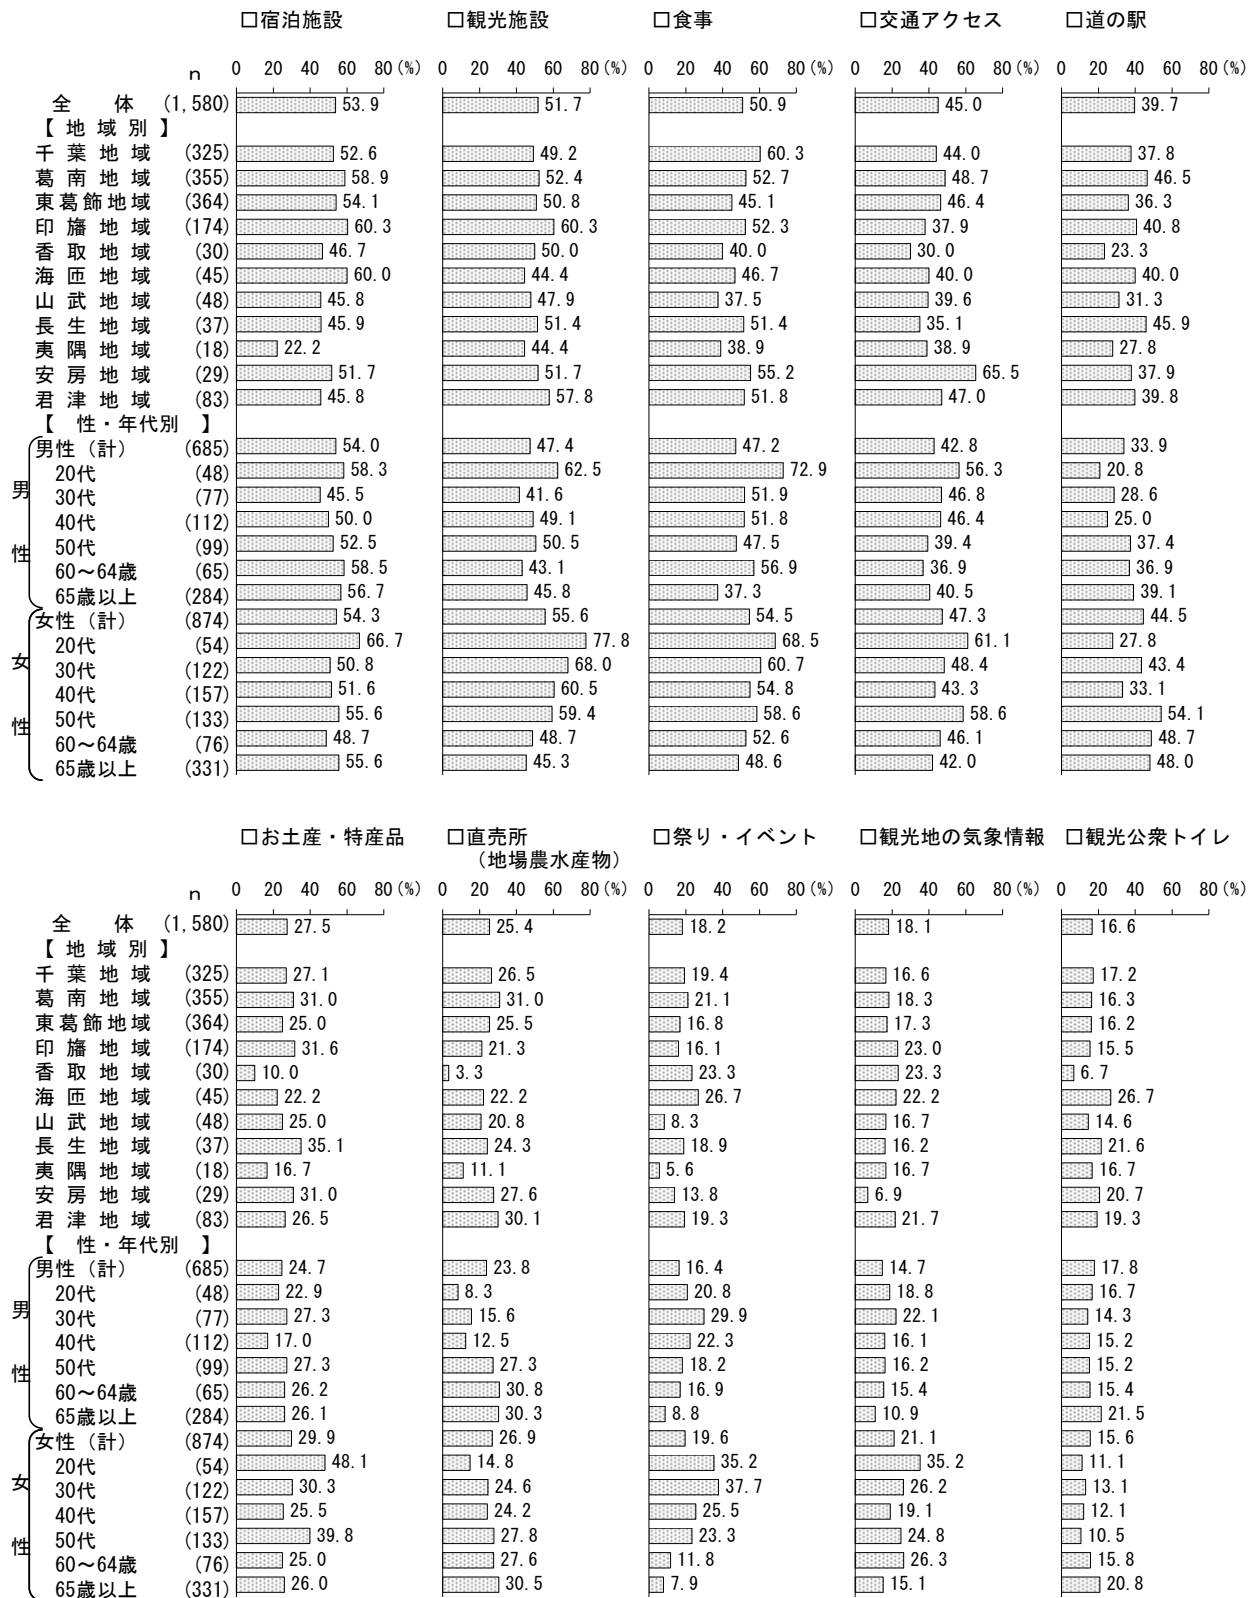 □宿泊施設 □観光施設 □食事 □交通アクセス □道の駅
n 0 20 40 60 80(%) 0 20 40 60 80(%) 0 20 40 60 80(%) 0 20 40 60 80(%) 0 20 40 60 80(%)
全体 (1,580) 53.9 51.7 50.9 45.0 39.7
【地域別】
千葉地域 (325) 52.6 49.2 60.3 44.0 37.8
葛南地域 (355) 58.9 52.4 52.7 48.7 46.5
東葛飾地域 (364) 54.1 50.8 45.1 46.4 36.3
印旛地域 (174) 60.3 60.3 52.3 37.9 40.8
香取地域 (30) 46.7 50.0 40.0 30.0 23.3
海匝地域 (45) 60.0 44.4 46.7 40.0 40.0
山武地域 (48) 45.8 47.9 37.5 39.6 31.3
長生地域 (37) 45.9 51.4 51.4 35.1 45.9
夷隅地域 (18) 22.2 44.4 38.9 38.9 27.8
安房地域 (29) 51.7 51.7 55.2 65.5 37.9
君津地域 (83) 45.8 57.8 51.8 47.0 39.8
【 性・年代別 】
男性（計） (685) 54.0 47.4 47.2 42.8 33.9
20代 (48) 58.3 62.5 72.9 56.3 20.8
男
30代 (77) 45.5 41.6 51.9 46.8 28.6
40代 (112) 50.0 49.1 51.8 46.4 25.0
性
50代 (99) 52.5 50.5 47.5 39.4 37.4
60～64歳 (65) 58.5 43.1 56.9 36.9 36.9
65歳以上 (284) 56.7 45.8 37.3 40.5 39.1
女性（計） (874) 54.3 55.6 54.5 47.3 44.5
20代 (54) 66.7 77.8 68.5 61.1 27.8
女
30代 (122) 50.8 68.0 60.7 48.4 43.4
40代 (157) 51.6 60.5 54.8 43.3 33.1
性
50代 (133) 55.6 59.4 58.6 58.6 54.1
60～64歳 (76) 48.7 48.7 52.6 46.1 48.7
65歳以上 (331) 55.6 45.3 48.6 42.0 48.0
□お土産・特産品 □直売所 □祭り・イベント □観光地の気象情報 □観光公衆トイレ
（地場農水産物）
n 0 20 40 60 80(%) 0 20 40 60 80(%) 0 20 40 60 80(%) 0 20 40 60 80(%) 0 20 40 60 80(%)
全体 (1,580) 27.5 25.4 18.2 18.1 16.6
【地域別】
千葉地域 (325) 27.1 26.5 19.4 16.6 17.2
葛南地域 (355) 31.0 31.0 21.1 18.3 16.3
東葛飾地域 (364) 25.0 25.5 16.8 17.3 16.2
印旛地域 (174) 31.6 21.3 16.1 23.0 15.5
香取地域 (30) 10.0 3.3 23.3 23.3 6.7
海匝地域 (45) 22.2 22.2 26.7 22.2 26.7
山武地域 (48) 25.0 20.8 8.3 16.7 14.6
長生地域 (37) 35.1 24.3 18.9 16.2 21.6
夷隅地域 (18) 16.7 11.1 5.6 16.7 16.7
安房地域 (29) 31.0 27.6 13.8 6.9 20.7
君津地域 (83) 26.5 30.1 19.3 21.7 19.3
【 性・年代別 】
男性（計） (685) 24.7 23.8 16.4 14.7 17.8
20代 (48) 22.9 8.3 20.8 18.8 16.7
男
30代 (77) 27.3 15.6 29.9 22.1 14.3
40代 (112) 17.0 12.5 22.3 16.1 15.2
性
50代 (99) 27.3 27.3 18.2 16.2 15.2
60～64歳 (65) 26.2 30.8 16.9 15.4 15.4
65歳以上 (284) 26.1 30.3 8.8 10.9 21.5
女性（計） (874) 29.9 26.9 19.6 21.1 15.6
20代 (54) 48.1 14.8 35.2 35.2 11.1
女
30代 (122) 30.3 24.6 37.7 26.2 13.1
40代 (157) 25.5 24.2 25.5 19.1 12.1
性
50代 (133) 39.8 27.8 23.3 24.8 10.5
60～64歳 (76) 25.0 27.6 11.8 26.3 15.8
65歳以上 (331) 26.0 30.5 7.9 15.1 20.8